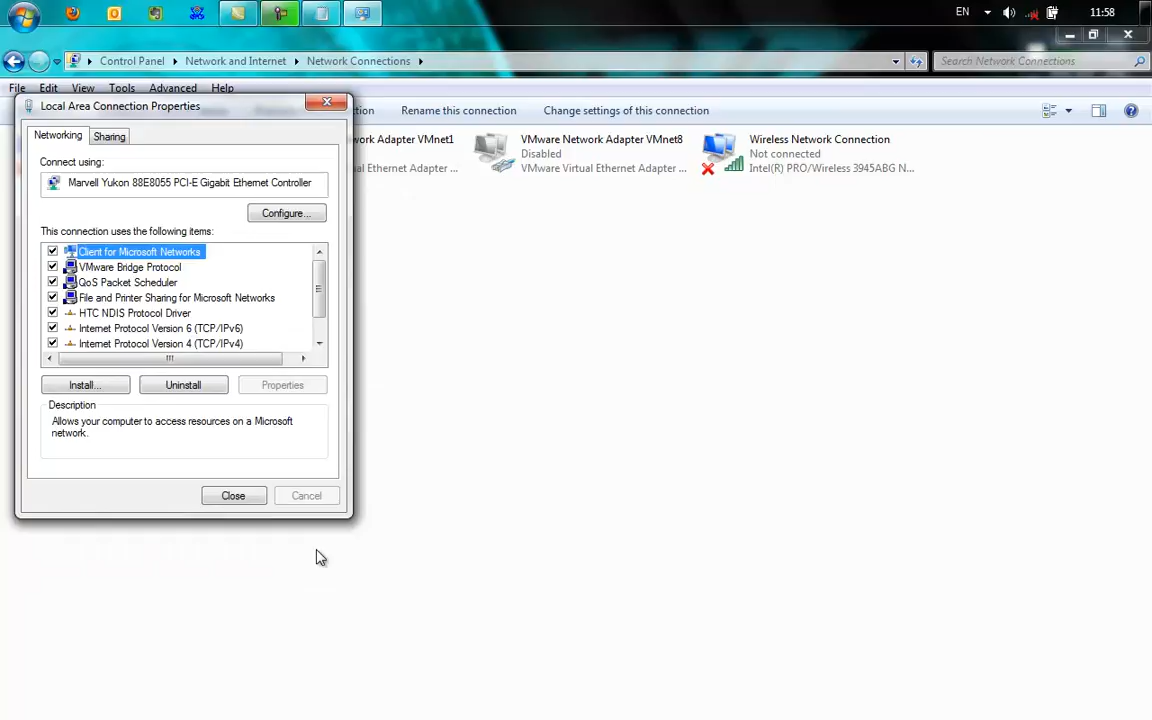 EN
11:58
Control Panel
Network and Internet
Network Connections
Search Network Connections
File
Edit
View
Tools
Advanced
Help
Rename this connection
Change settings of this connection
Local Area Connection Properties
Networking
Sharing
Connect using:
Marvell Yukon 88E8055 PCI-E Gigabit Ethernet Controller
Configure...
This connection uses the following items:
Client for Microsoft Networks
VMware Bridge Protocol
QoS Packet Scheduler
File and Printer Sharing for Microsoft Networks
HTC NDIS Protocol Driver
Internet Protocol Version 6 (TCP/IPv6)
Internet Protocol Version 4 (TCP/IPv4)
Install...
Uninstall
Properties
Description
Allows your computer to access resources on a Microsoft
network.
Close
Cancel
Adapter VMnet1
Ethernet Adapter ...
VMware Network Adapter VMnet8
Disabled
VMware Virtual Ethernet Adapter ...
Wireless Network Connection
Not connected
Intel(R) PRO/Wireless 3945ABG N...